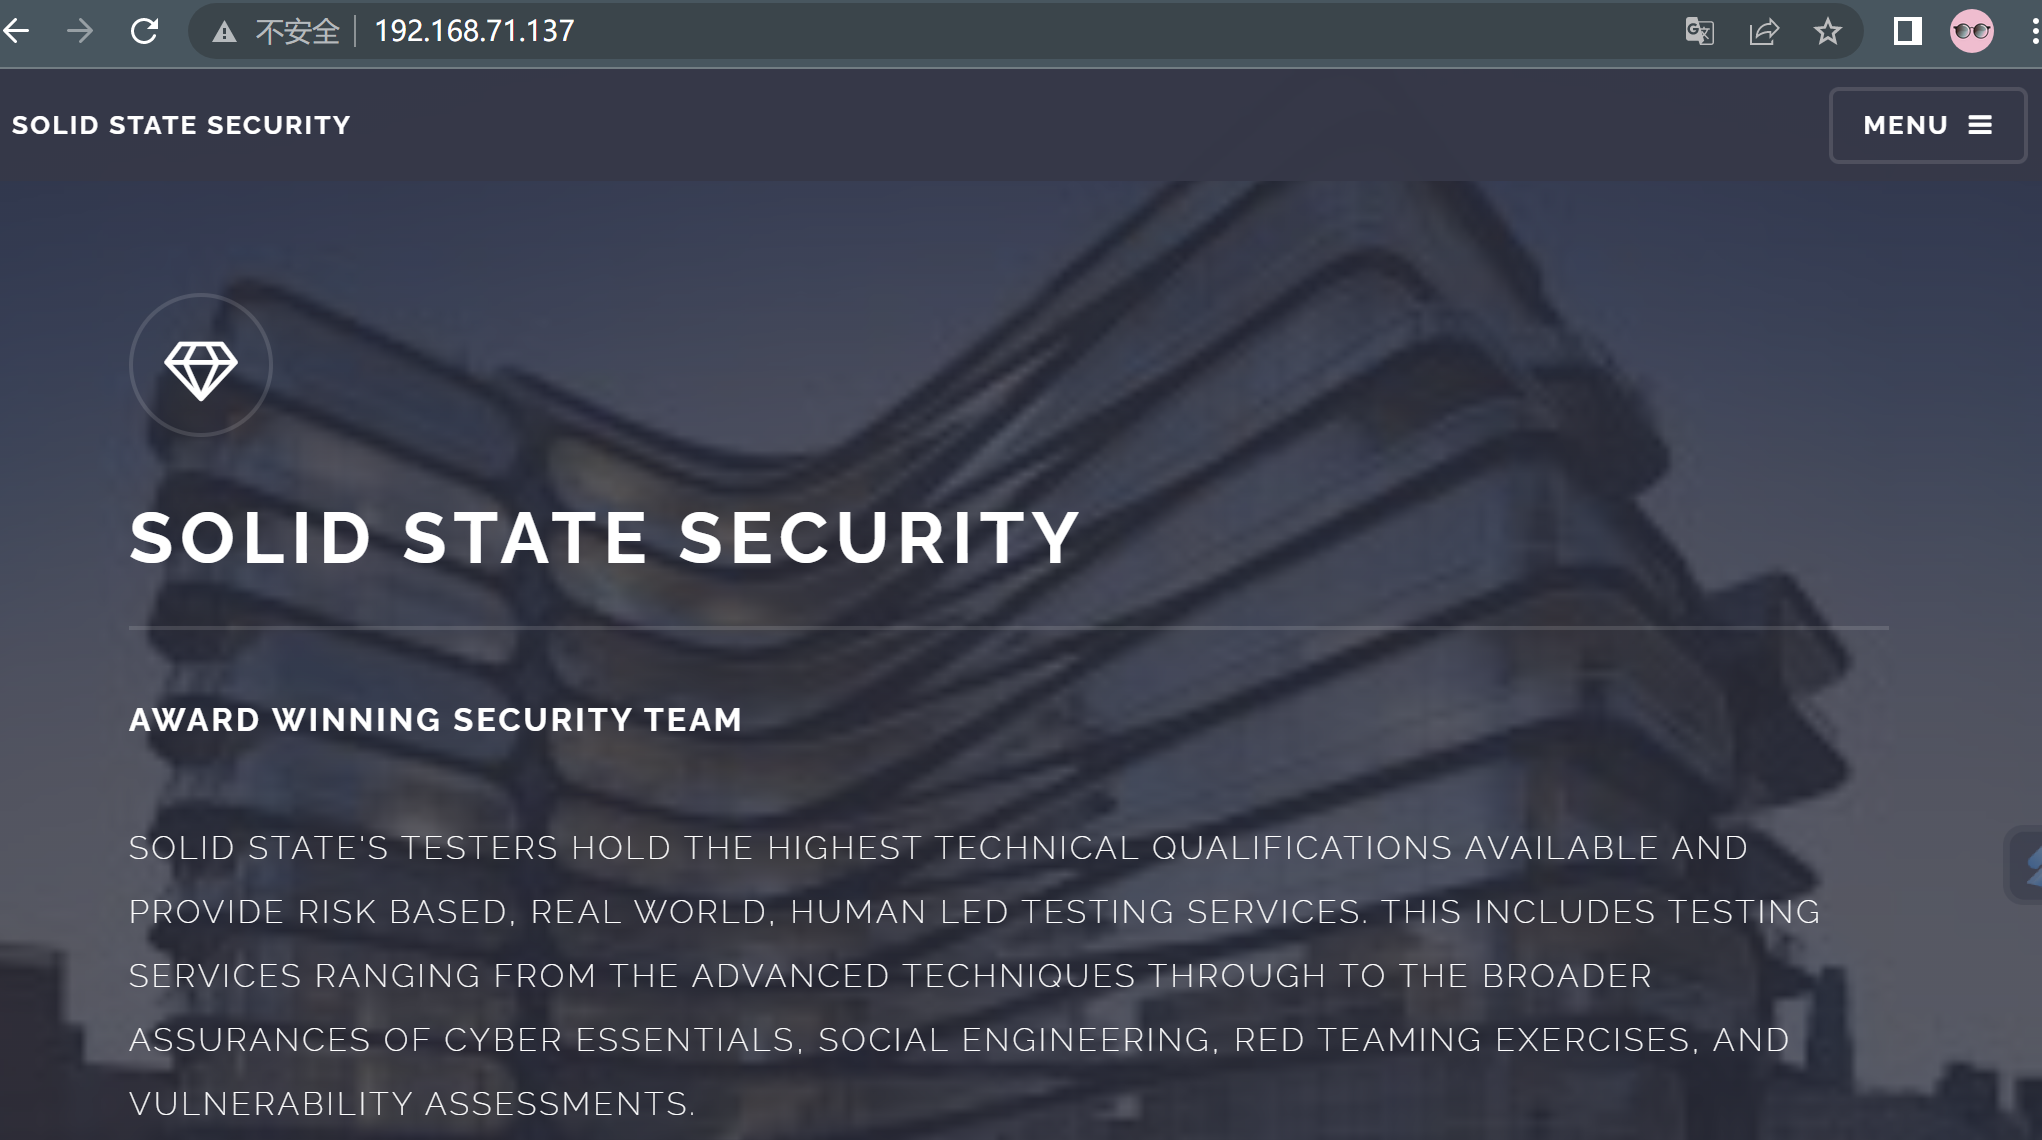 不安全 192.168.71.137
SOLID STATE SECURITY
MENU
SOLID STATE SECURITY
AWARD WINNING SECURITY TEAM
SOLID STATE'S TESTERS HOLD THE HIGHEST TECHNICAL QUALIFICATIONS AVAILABLE AND
PROVIDE RISK BASED, REAL WORLD, HUMAN LED TESTING SERVICES. THIS INCLUDES TESTING
SERVICES RANGING FROM THE ADVANCED TECHNIQUES THROUGH TO THE BROADER
ASSURANCES OF CYBER ESSENTIALS, SOCIAL ENGINEERING, RED TEAMING EXERCISES, AND
VULNERABILITY ASSESSMENTS.